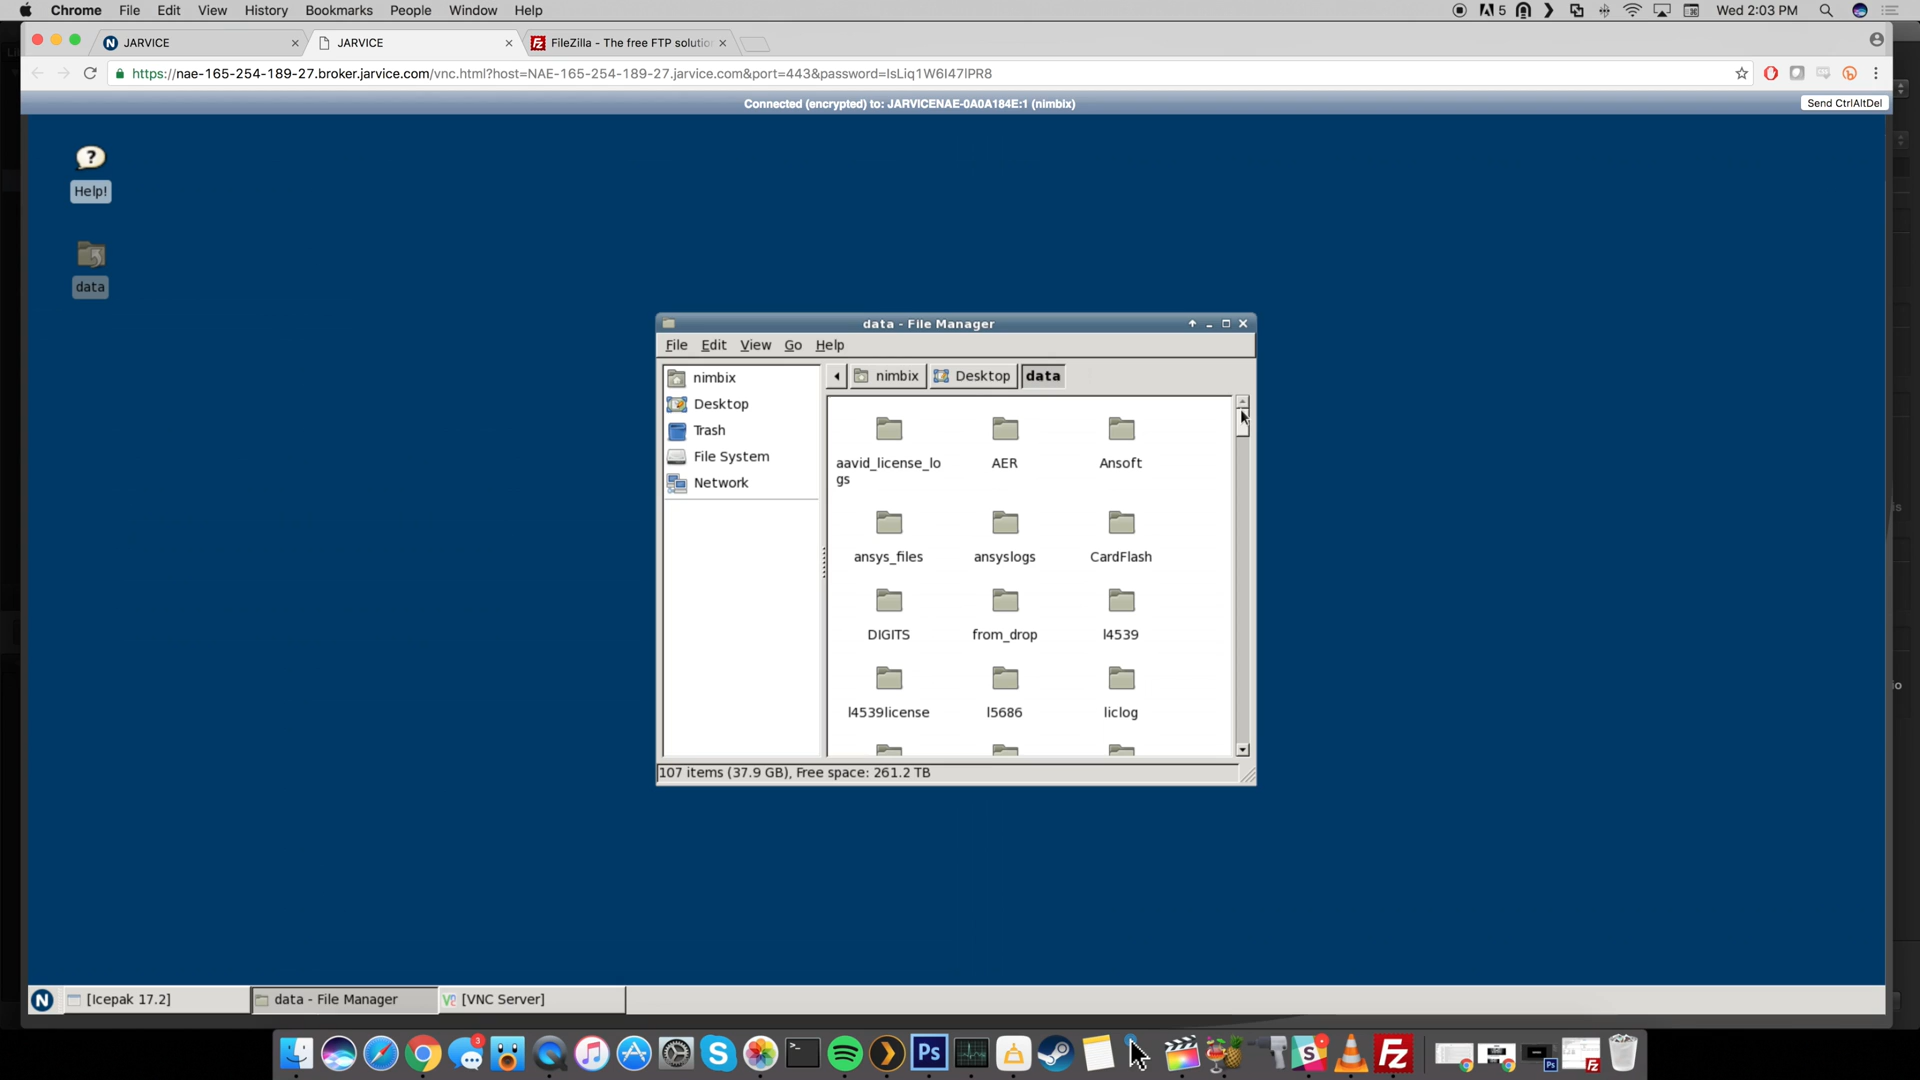 Chrome File Edit View History Bookmarks People Window Help
5 Wed 2:03 PM
JARVICE
JARVICE
FileZilla - The free FTP solutio
https://nae-165-254-189-27.broker.jarvice.com/vnc.html?host=NAE-165-254-189-27.jarvice.com&port=443&password=IsLiq1W6I47IPR8
Connected (encrypted) to: JARVICENAE-0A0A184E:1 (nimbix)
Send CtrlAltDel
Help!
data
data - File Manager
File Edit View Go Help
nimbix
Desktop
Trash
File System
Network
nimbix Desktop data
aavid_license_lo
gs
AER
Ansoft
ansys_files
ansyslogs
CardFlash
DIGITS
from_drop
l4539
l4539license
l5686
liclog
107 items (37.9 GB), Free space: 261.2 TB
[Icepak 17.2]
data - File Manager
[VNC Server]
3
Ps